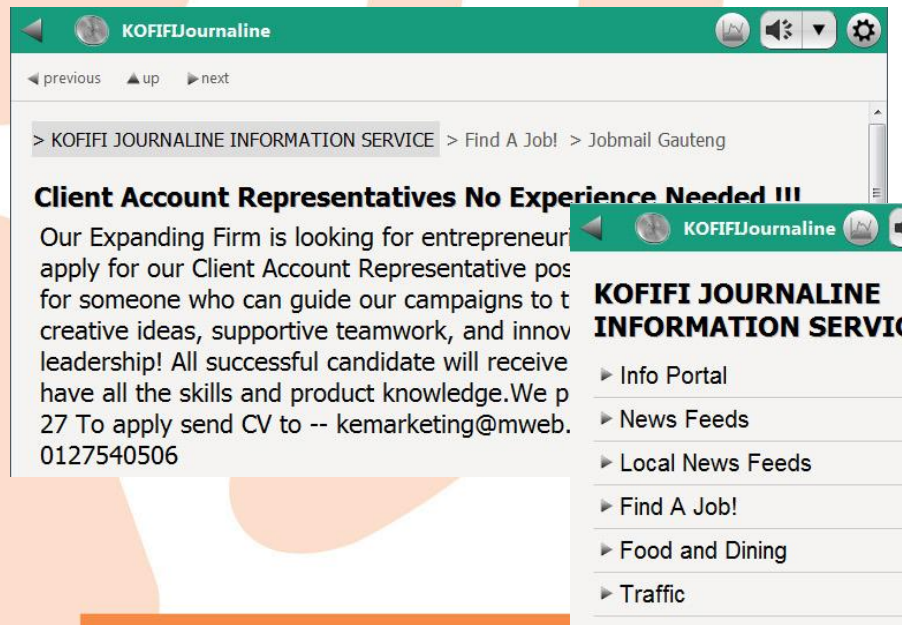 KOFIFIJournaline
previous up next
> KOFIFI JOURNALINE INFORMATION SERVICE > Find A Job! > Jobmail Gauteng
Client Account Representatives No Experience Needed !!!
Our Expanding Firm is looking for
apply for our Client Account Representative
for someone who can guide our campaigns to
creative ideas, supportive teamwork, and
leadership! All successful candidate will receive
have all the skills and product knowledge.We
27 To apply send CV to -- kemarketing@mweb.
0127540506
KOFIFIJournaline
KOFIFI JOURNALINE
INFORMATION
Info Portal
News Feeds
Local News Feeds
Find A Job!
Food and Dining
Traffic